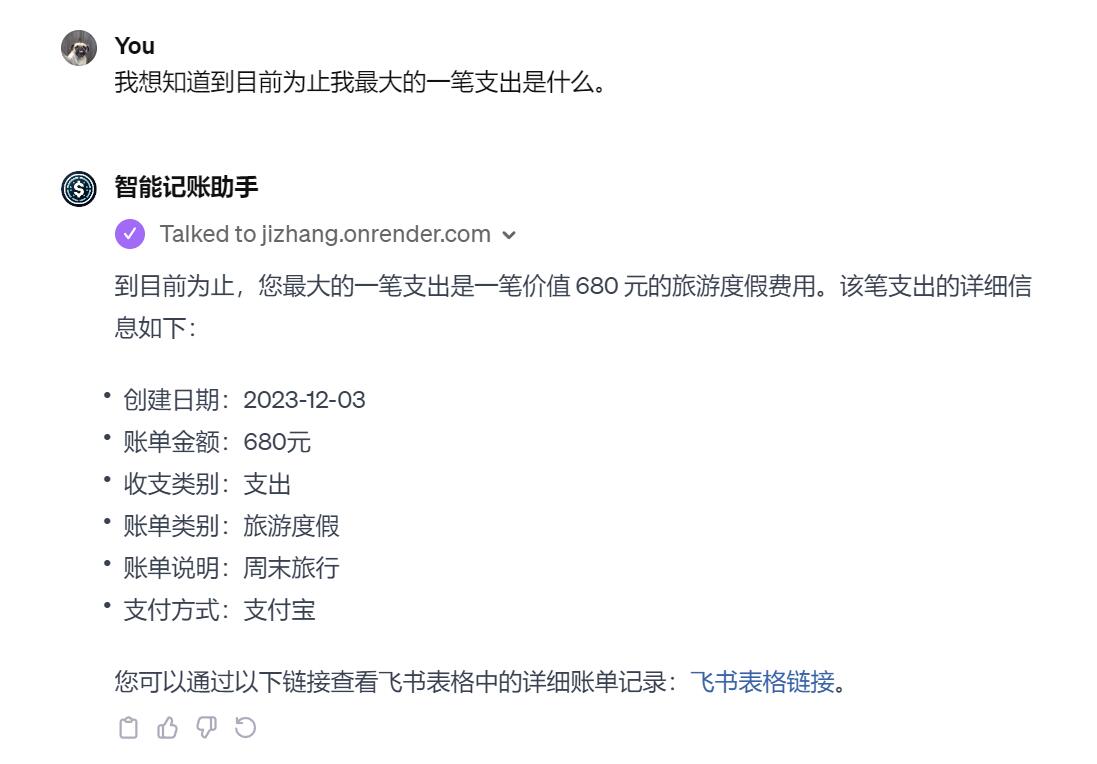 You
我想知道到目前为止我最大的一笔支出是什么。
智能记账助手
Talked to jizhang.onrender.com
到目前为止，您最大的一笔支出是一笔价值 680 元的旅游度假费用。该笔支出的详细信
息如下：
• 创建日期：2023-12-03
• 账单金额：680元
• 收支类别：支出
• 账单类别：旅游度假
• 账单说明：周末旅行
• 支付方式：支付宝
您可以通过以下链接查看飞书表格中的详细账单记录：飞书表格链接。